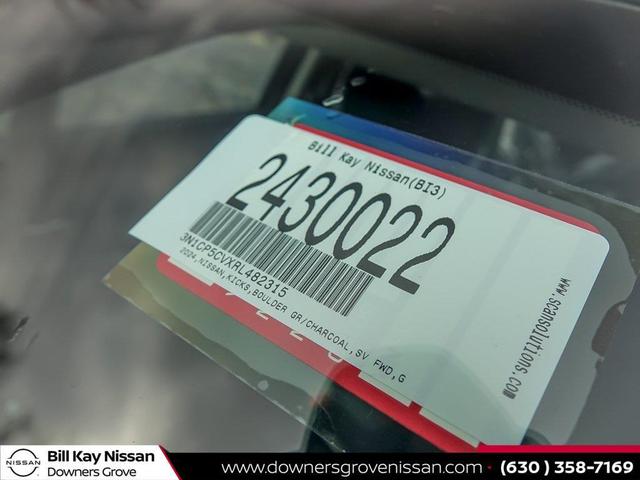 Bill Kay Nissan(BI3)
2430022
3N1CP5CVXRL482315
2024,NISSAN,KICKS,BOULDER GR/CHARCOAL,SV FWD,G
www.scansolutions.com
NISSAN
Bill Kay Nissan
Downers Grove
www.downersgrovenissan.com
(630 ) 358-7169